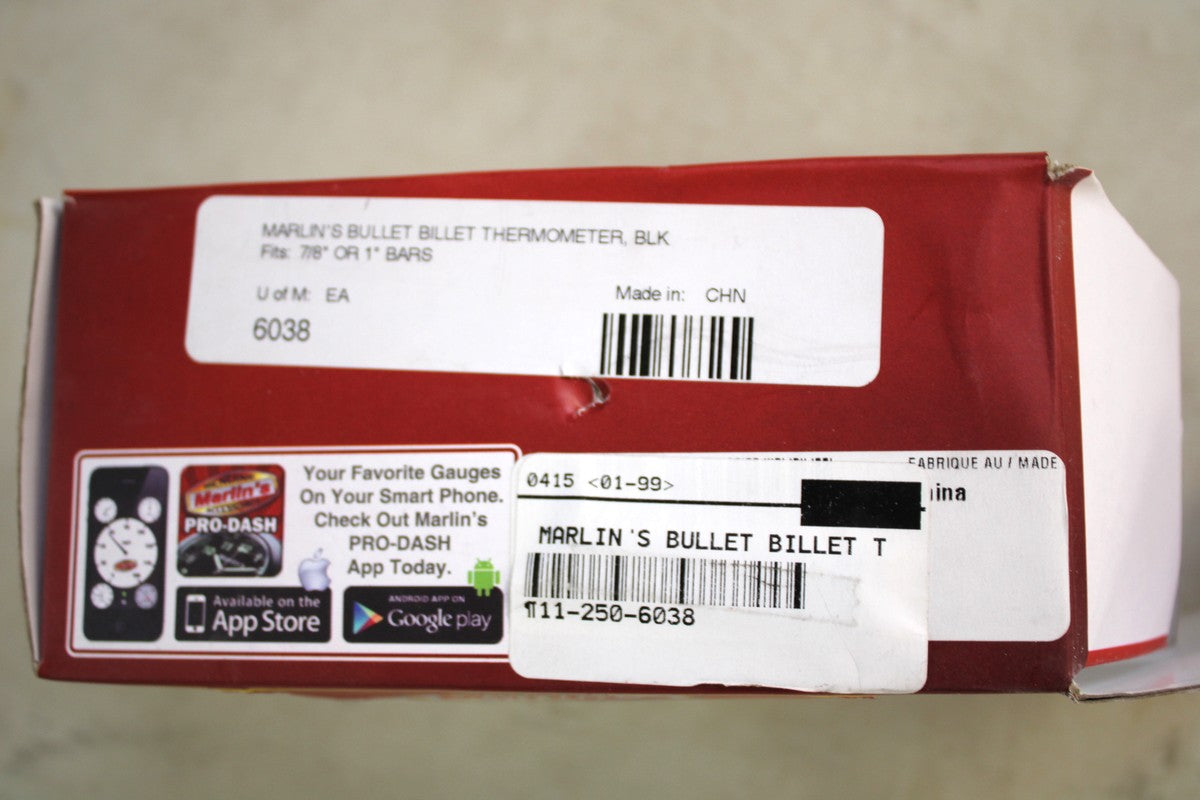 MARLIN'S BULLET BILLET THERMOMETER, BLK
Fits: 7/8" OR 1" BARS
U of M: EA
Made in: CHN
6038
Your Favorite Gauges
On Your Smart Phone.
Check Out Marlin's
PRO-DASH
App Today.
Marlin's
PRO-DASH
Available on the
App Store
ANDROID APP ON
Google play
FABRIQUE AU / MADE
ina
0415 <01-99>
MARLIN'S BULLET BILLET T
¶11-250-6038